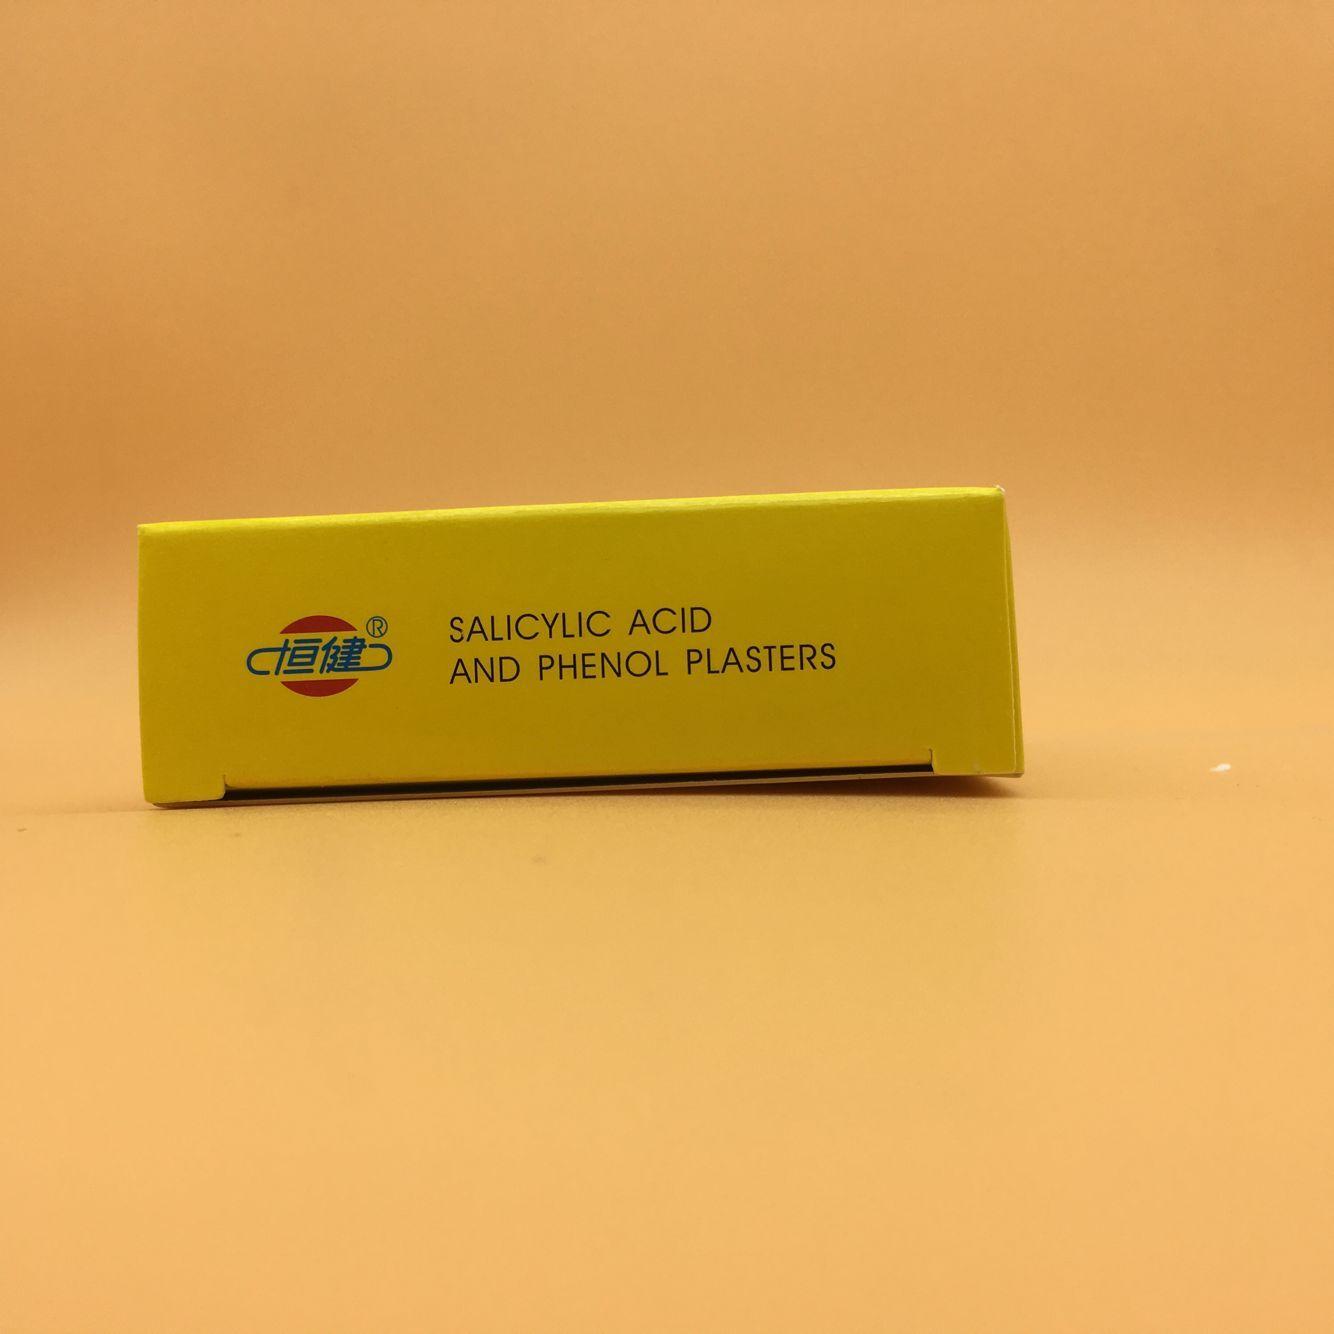 恒健®
SALICYLIC ACID
AND PHENOL PLASTERS